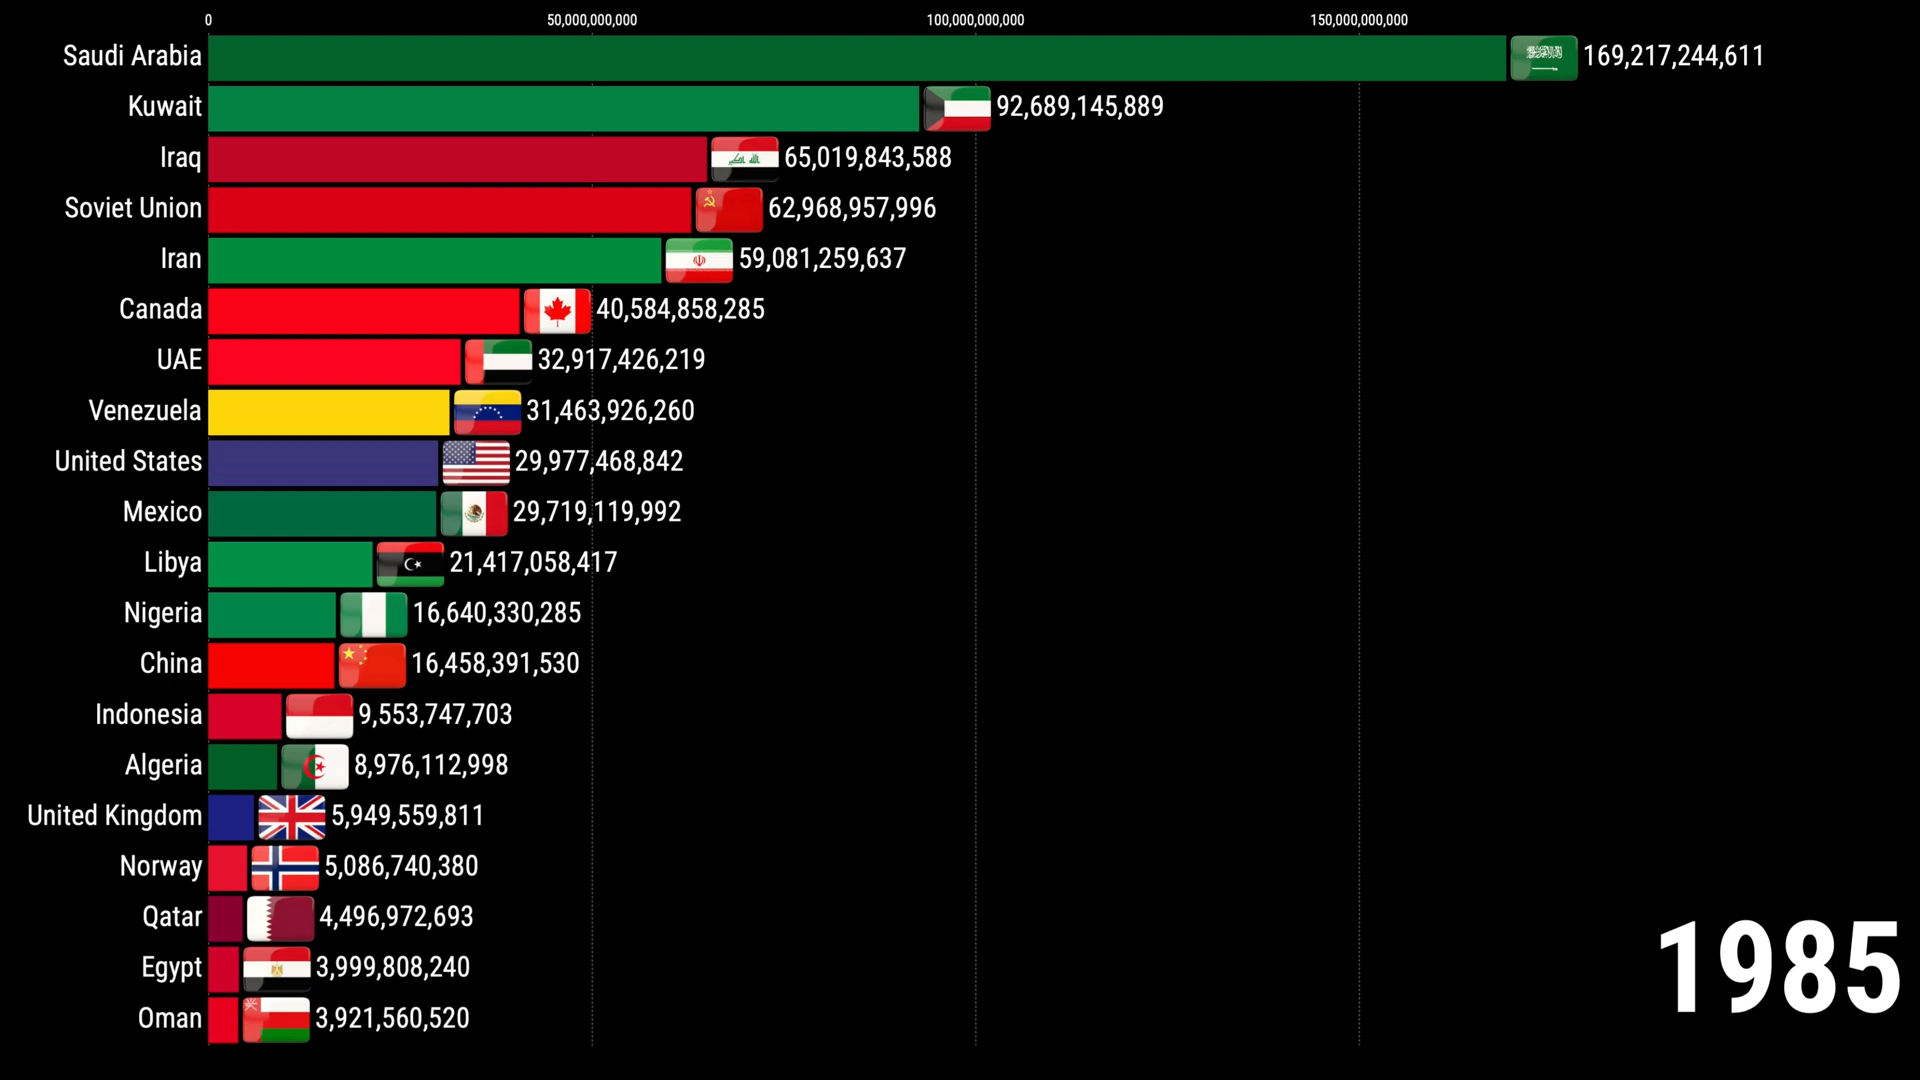 0 50,000,000,000 100,000,000,000 150,000,000,000
Saudi Arabia 169,217,244,611
Kuwait 92,689,145,889
Iraq 65,019,843,588
Soviet Union 62,968,957,996
Iran 59,081,259,637
Canada 40,584,858,285
UAE 32,917,426,219
Venezuela 31,463,926,260
United States 29,977,468,842
Mexico 29,719,119,992
Libya 21,417,058,417
Nigeria 16,640,330,285
China 16,458,391,530
Indonesia 9,553,747,703
Algeria 8,976,112,998
United Kingdom 5,949,559,811
Norway 5,086,740,380
Qatar 4,496,972,693
Egypt 3,999,808,240
Oman 3,921,560,520
1985